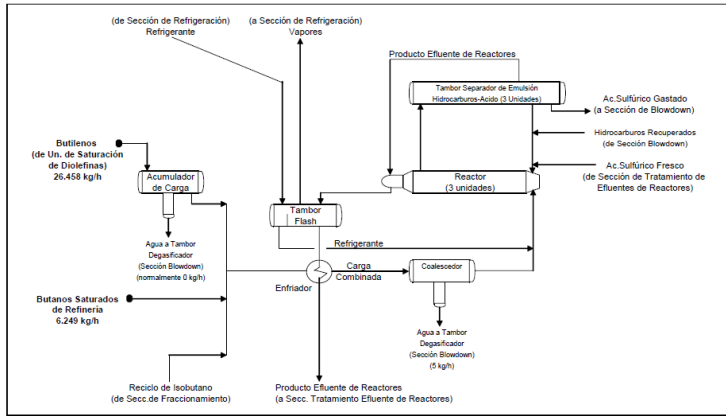 (de Sección de Refrigeración)
Refrigerante
(a Sección de Refrigeración)
Vapores
Producto Efluente de Reactores
Tambor Separador de Emulsión
Hidrocarburos-Acido (3 Unidades)
Ac.Sulfúrico Gastado
(a Sección de Blowdown)
Hidrocarburos Recuperados
(de Sección Blowdown)
Ac.Sulfúrico Fresco
(de Sección de Tratamiento de
Efluentes de Reactores)
Butilenos
(de Un. de Saturación
de Diolefinas)
26.458 kg/h
Acumulador
de Carga
Reactor
(3 unidades)
Tambor
Flash
Agua a Tambor
Degasificador
(Sección Blowdown)
(normalmente 0 kg/h)
Refrigerante
Carga
Combinada
Enfriador
Coalescedor
Butanos Saturados
de Refinería
6.249 kg/h
Agua a Tambor
Degasificador
(Sección Blowdown)
(5 kg/h)
Reciclo de Isobutano
(de Secc.de Fraccionamiento)
Producto Efluente de Reactores
(a Secc. Tratamiento Efluente de Reactores)